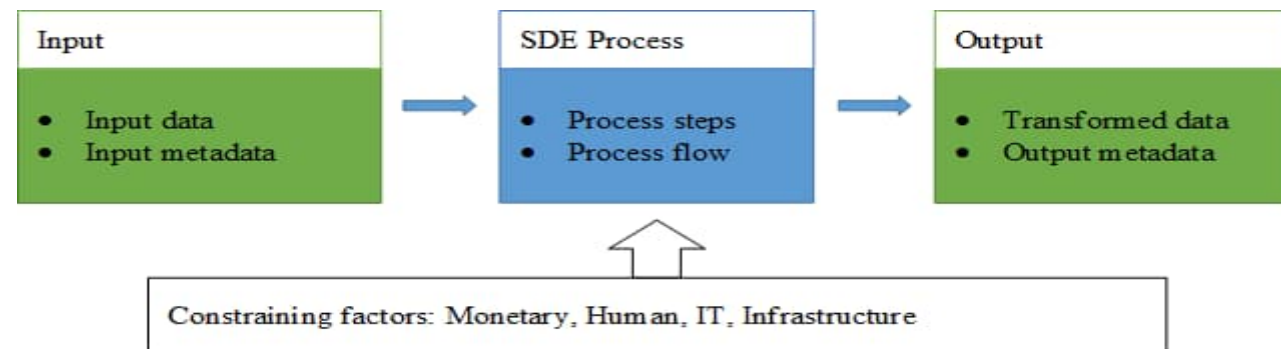 Input
• Input data
• Input metadata
SDE Process
• Process steps
• Process flow
Output
• Transformed data
• Output metadata
Constraining factors: Monetary, Human, IT, Infrastructure